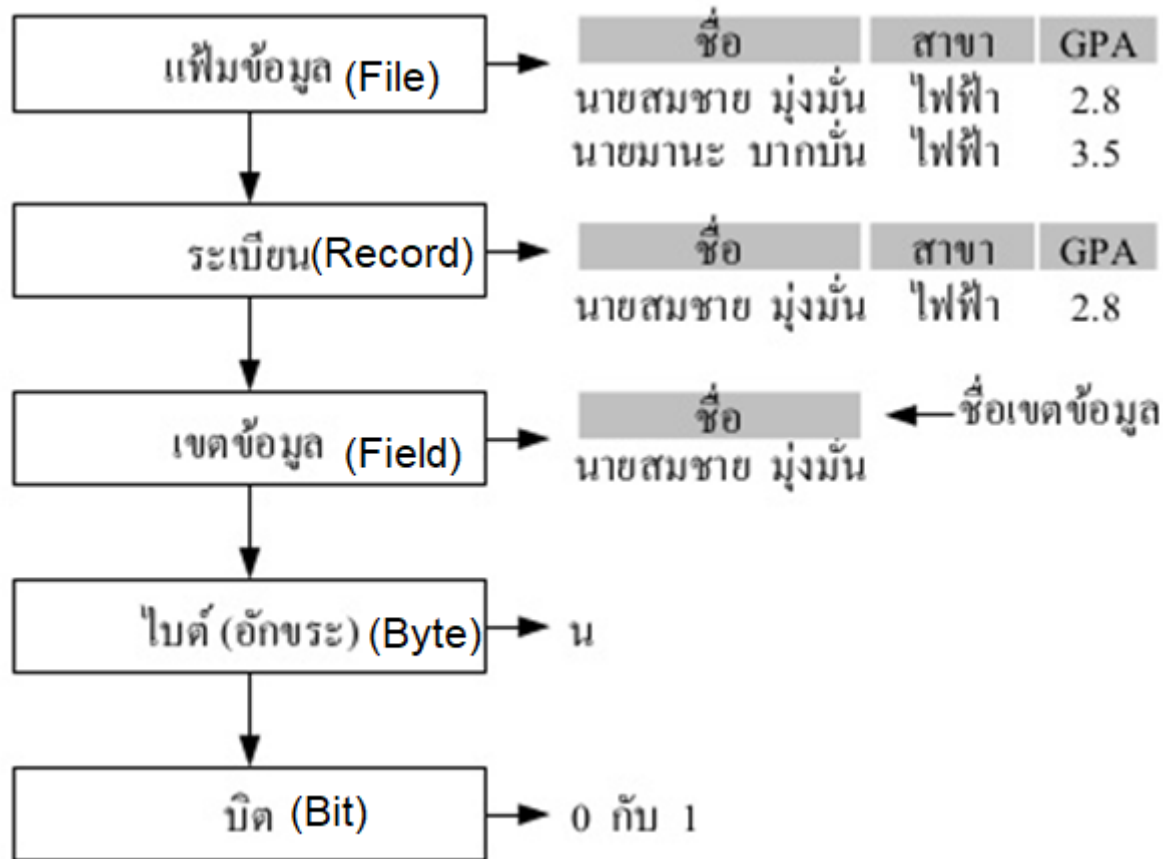 แฟ้มข้อมูล (File)
ชื่อ สาขา GPA
นายสมชาย มุ่งมั่น ไฟฟ้า 2.8
นายมานะ บากบั่น ไฟฟ้า 3.5
ระเบียน(Record)
ชื่อ สาขา GPA
นายสมชาย มุ่งมั่น ไฟฟ้า 2.8
เขตข้อมูล (Field)
ชื่อ
ชื่อเขตข้อมูล
นายสมชาย มุ่งมั่น
ไบต์ (อักขระ) (Byte)
น
บิต (Bit)
0 กับ 1